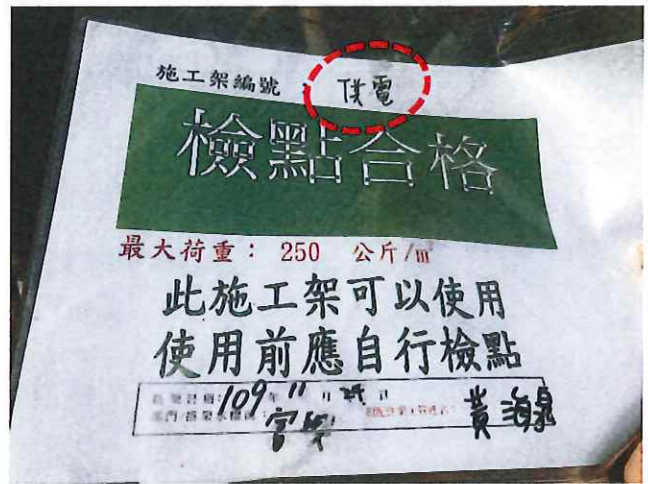 施工架編號 供電
檢點合格
最大荷重： 250 公斤/㎡
此施工架可以使用
使用前應自行檢點
109年11月 日
黃海泉